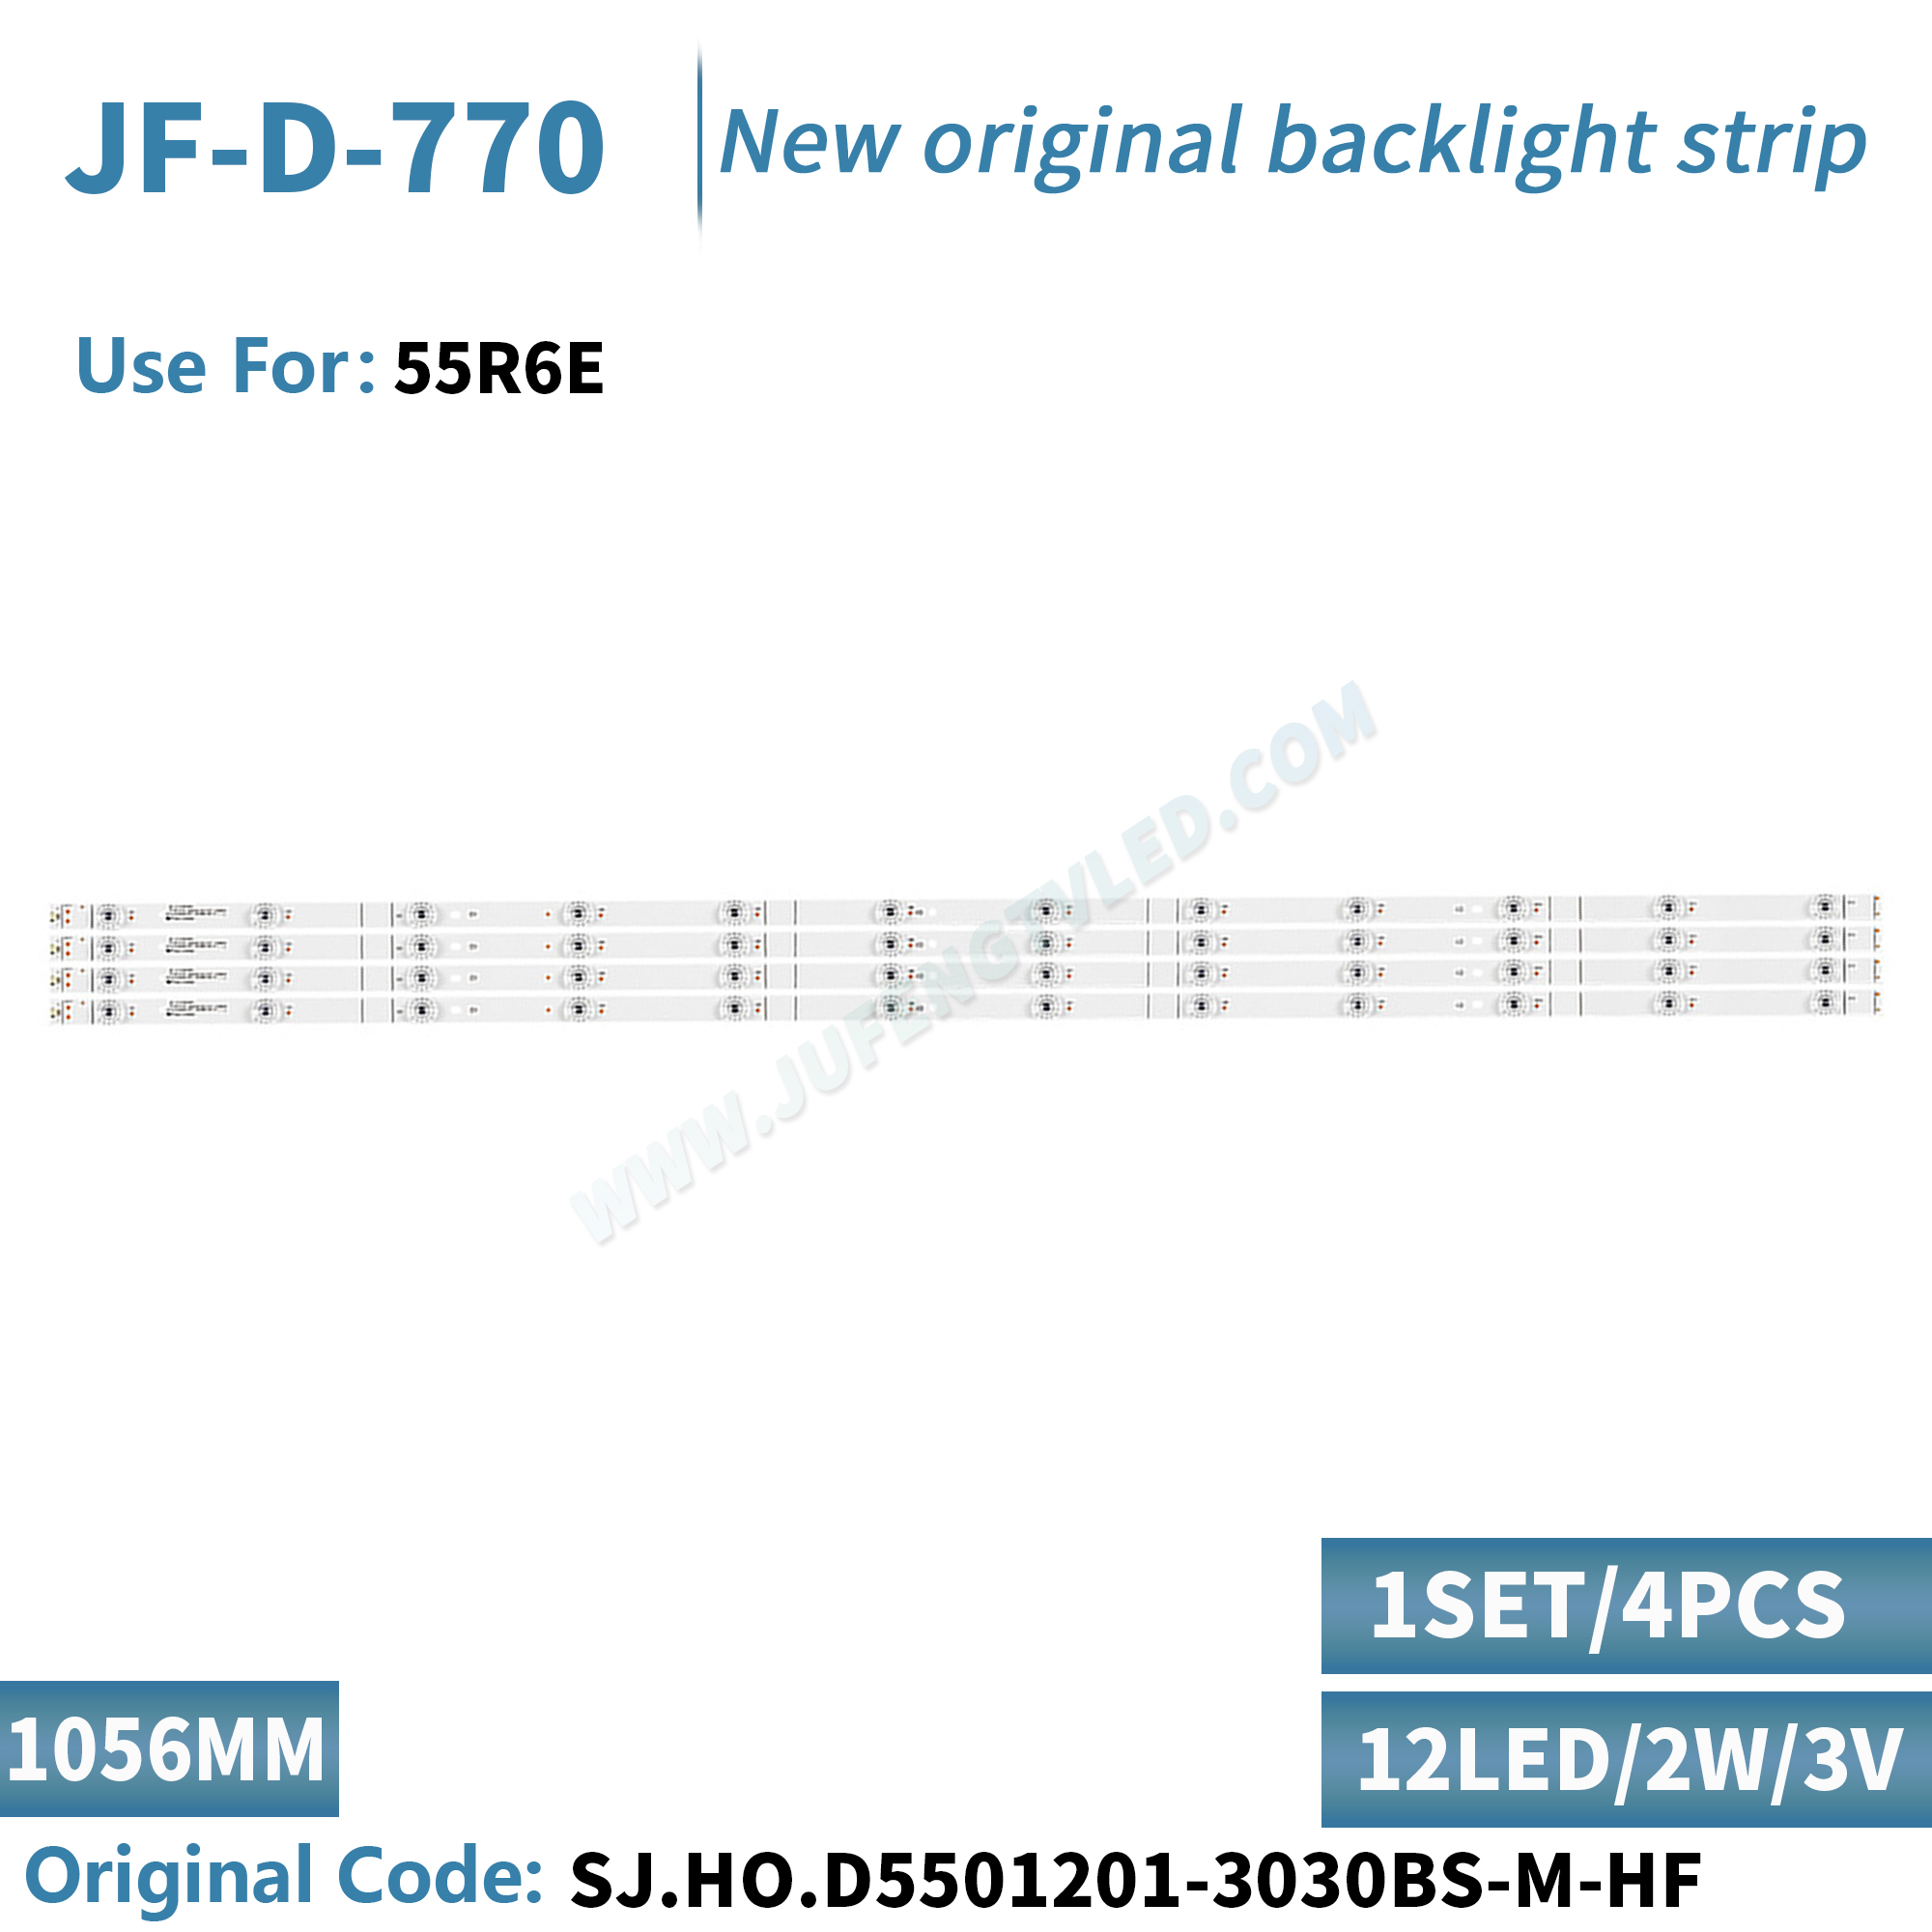 JF-D-770
New original backlight strip
Use For: 55R6E
WWW.JUFENGTVLED.COM
1SET/4PCS
1056MM
12LED/2W/3V
Original Code: SJ.HO.D5501201-3030BS-M-HF